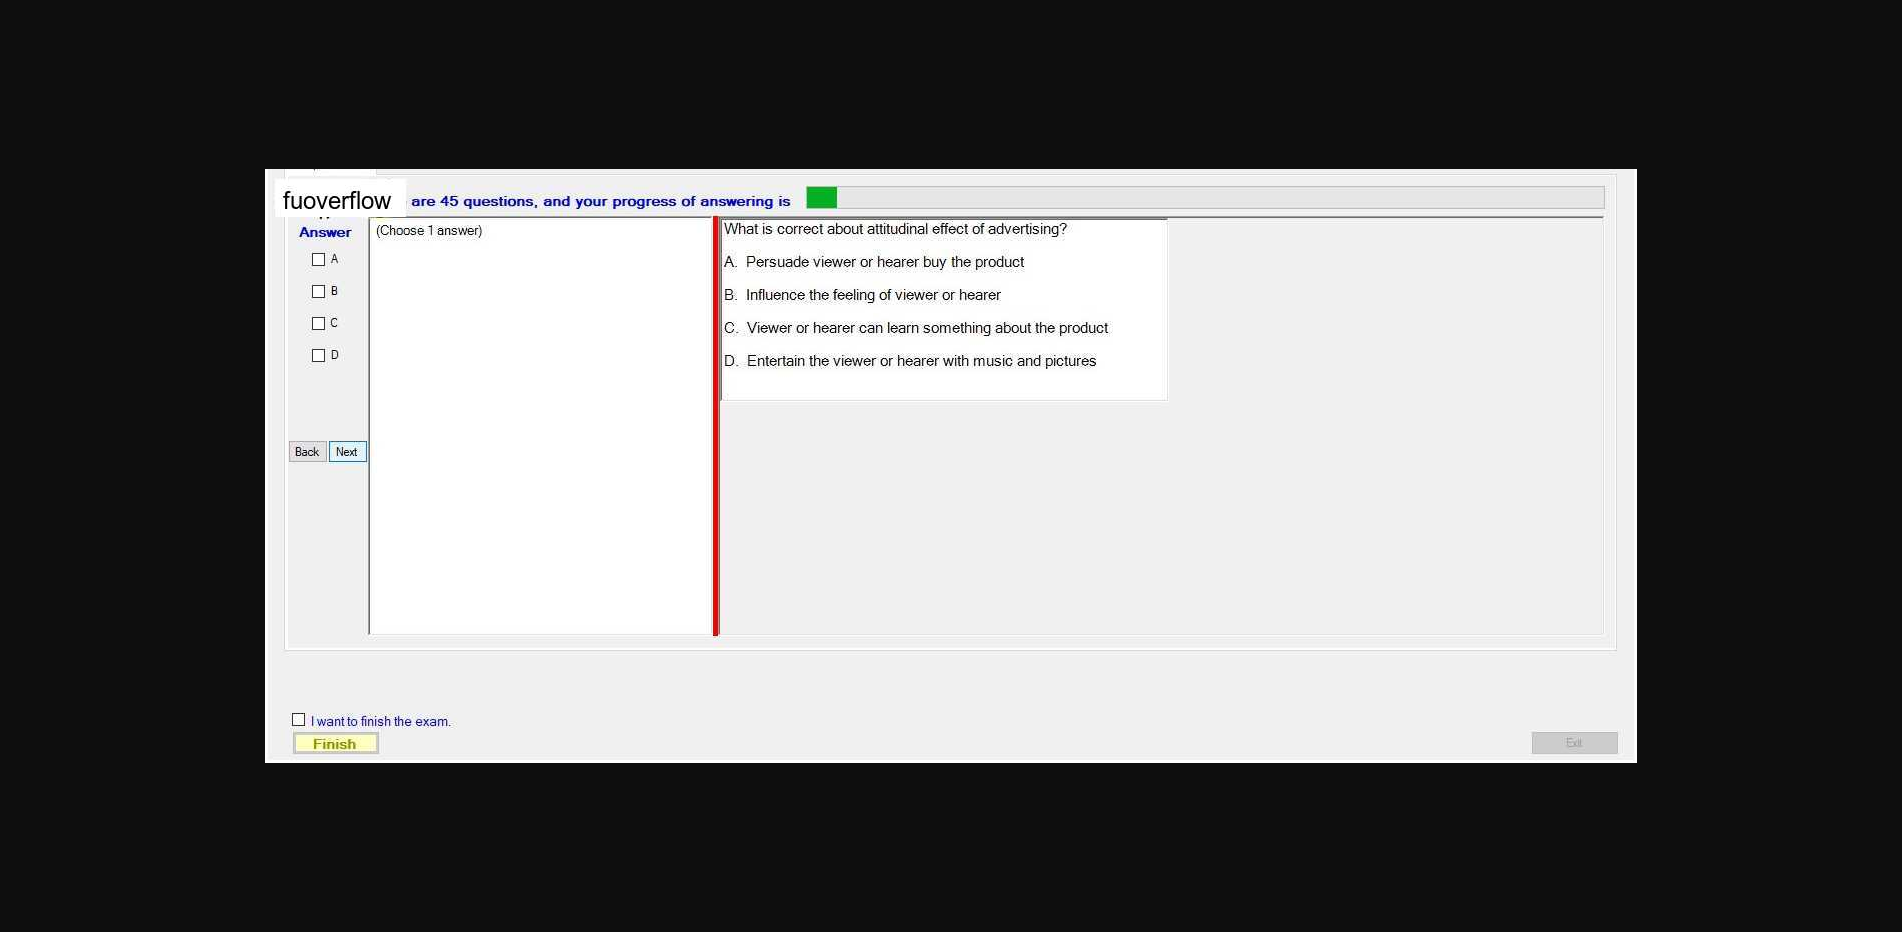 fuoverflow are 45 questions, and your progress of answering is
Answer
(Choose 1 answer)
A
B
C
D
Back Next
What is correct about attitudinal effect of advertising?
A. Persuade viewer or hearer buy the product
B. Influence the feeling of viewer or hearer
C. Viewer or hearer can learn something about the product
D. Entertain the viewer or hearer with music and pictures
I want to finish the exam.
Finish
Exit